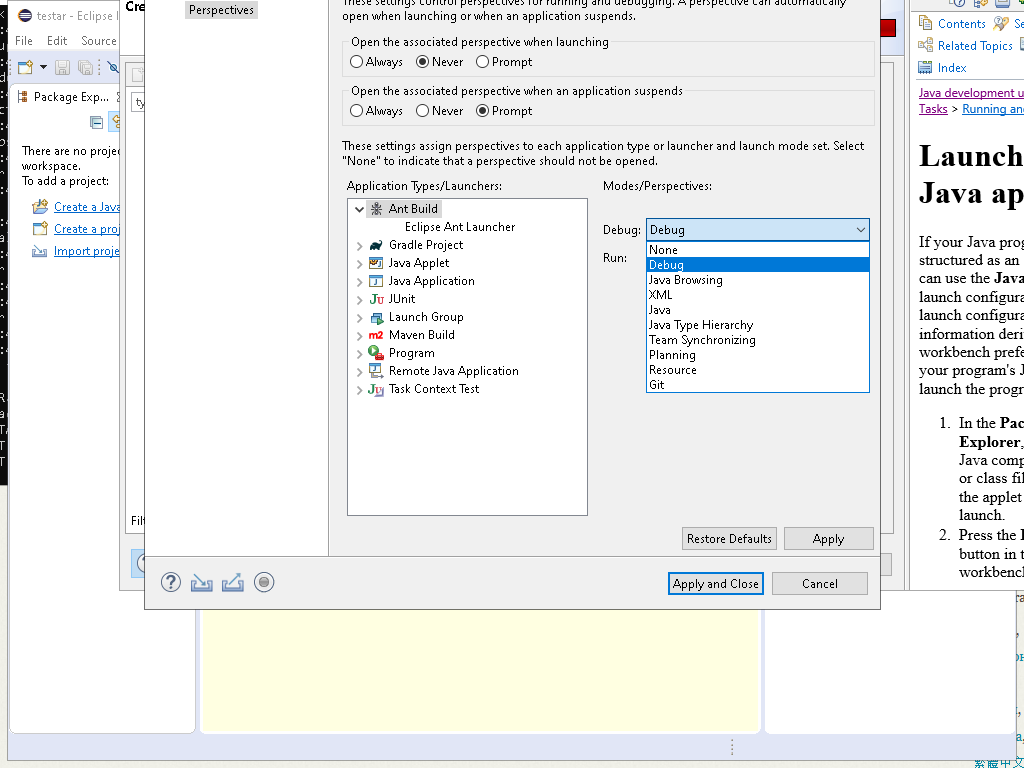 testar - Eclipse I
File Edit Source
Package Exp...
There are no proje
workspace.
To add a project:
Create a Java
Create a proj
Import proje
Cre
ty
Filt
Perspectives
These settings control perspectives for running and debugging. A perspective can automatically
open when launching or when an application suspends.
Open the associated perspective when launching
Always Never Prompt
Open the associated perspective when an application suspends
Always Never Prompt
These settings assign perspectives to each application type or launcher and launch mode set. Select
"None" to indicate that a perspective should not be opened.
Application Types/Launchers:
Ant Build
Eclipse Ant Launcher
Gradle Project
Java Applet
Java Application
JUnit
Launch Group
Maven Build
Program
Remote Java Application
Task Context Test
Modes/Perspectives:
Debug: Debug
Run:
None
Debug
Java Browsing
XML
Java
Java Type Hierarchy
Team Synchronizing
Planning
Resource
Git
Restore Defaults Apply
Apply and Close Cancel
Contents Se
Related Topics
Index
Java development u
Tasks > Running and
Launch
Java ap
If your Java prog
structured as an
can use the Java
launch configura
launch configura
information deri
workbench prefe
your program's J
launch the progr
1. In the Pac
Explorer,
Java comp
or class fil
the applet
launch.
2. Press the
button in t
workbench
繁體中文